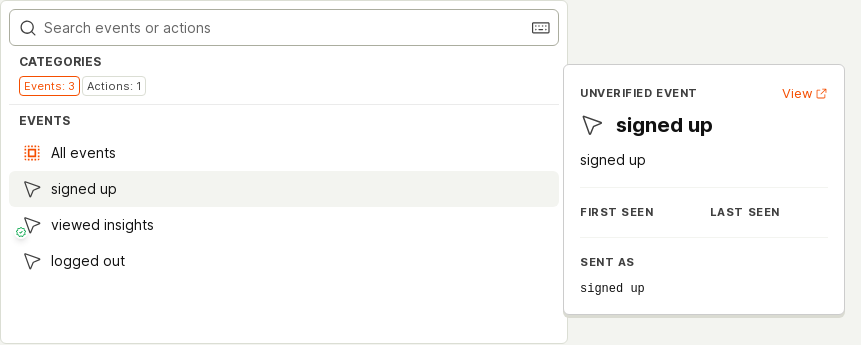 Search events or actions
CATEGORIES
Events: 3 Actions: 1
EVENTS
All events
signed up
viewed insights
logged out
UNVERIFIED EVENT View
signed up
signed up
FIRST SEEN LAST SEEN
SENT AS
signed up